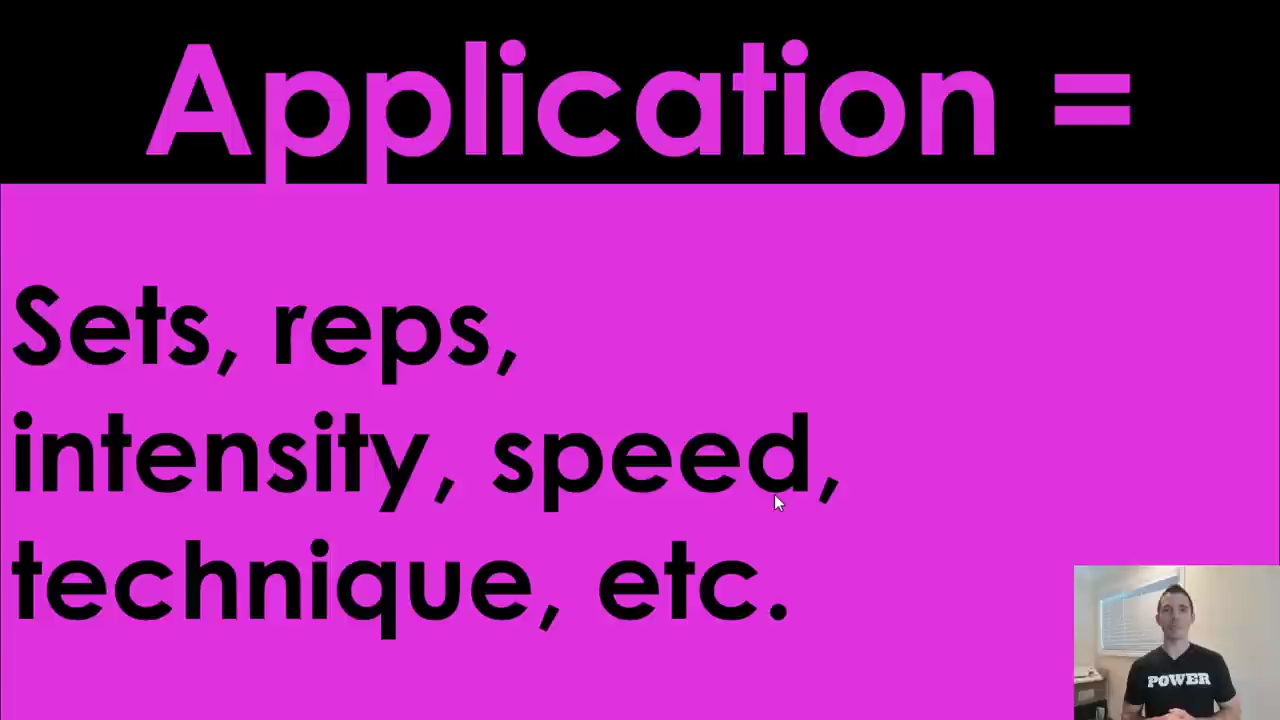 Application =
Sets, reps,
intensity, speed,
technique, etc.
POWER